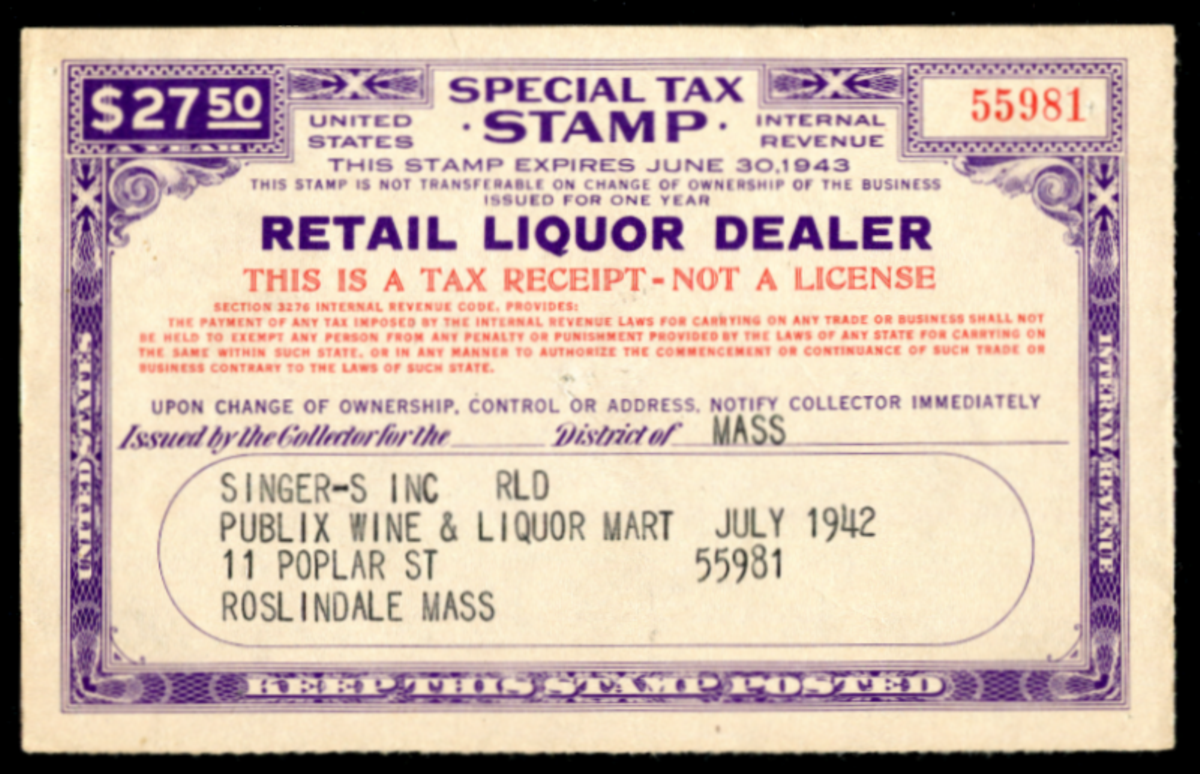 $27 50
A YEAR
UNITED STATES
SPECIAL TAX
· STAMP ·
INTERNAL REVENUE
55981
THIS STAMP EXPIRES JUNE 30, 1943
THIS STAMP IS NOT TRANSFERABLE ON CHANGE OF OWNERSHIP OF THE BUSINESS
ISSUED FOR ONE YEAR
RETAIL LIQUOR DEALER
THIS IS A TAX RECEIPT - NOT A LICENSE
SECTION 3276 INTERNAL REVENUE CODE, PROVIDES:
THE PAYMENT OF ANY TAX IMPOSED BY THE INTERNAL REVENUE LAWS FOR CARRYING ON ANY TRADE OR BUSINESS SHALL NOT
BE HELD TO EXEMPT ANY PERSON FROM ANY PENALTY OR PUNISHMENT PROVIDED BY THE LAWS OF ANY STATE FOR CARRYING ON
THE SAME WITHIN SUCH STATE, OR IN ANY MANNER TO AUTHORIZE THE COMMENCEMENT OR CONTINUANCE OF SUCH TRADE OR
BUSINESS CONTRARY TO THE LAWS OF SUCH STATE.
UPON CHANGE OF OWNERSHIP, CONTROL OR ADDRESS, NOTIFY COLLECTOR IMMEDIATELY
Issued by the Collector for the District of MASS
SINGER-S INC RLD
PUBLIX WINE & LIQUOR MART JULY 1942
11 POPLAR ST 55981
ROSLINDALE MASS
UNITED STATES
INTERNAL REVENUE
KEEP THIS STAMP POSTED